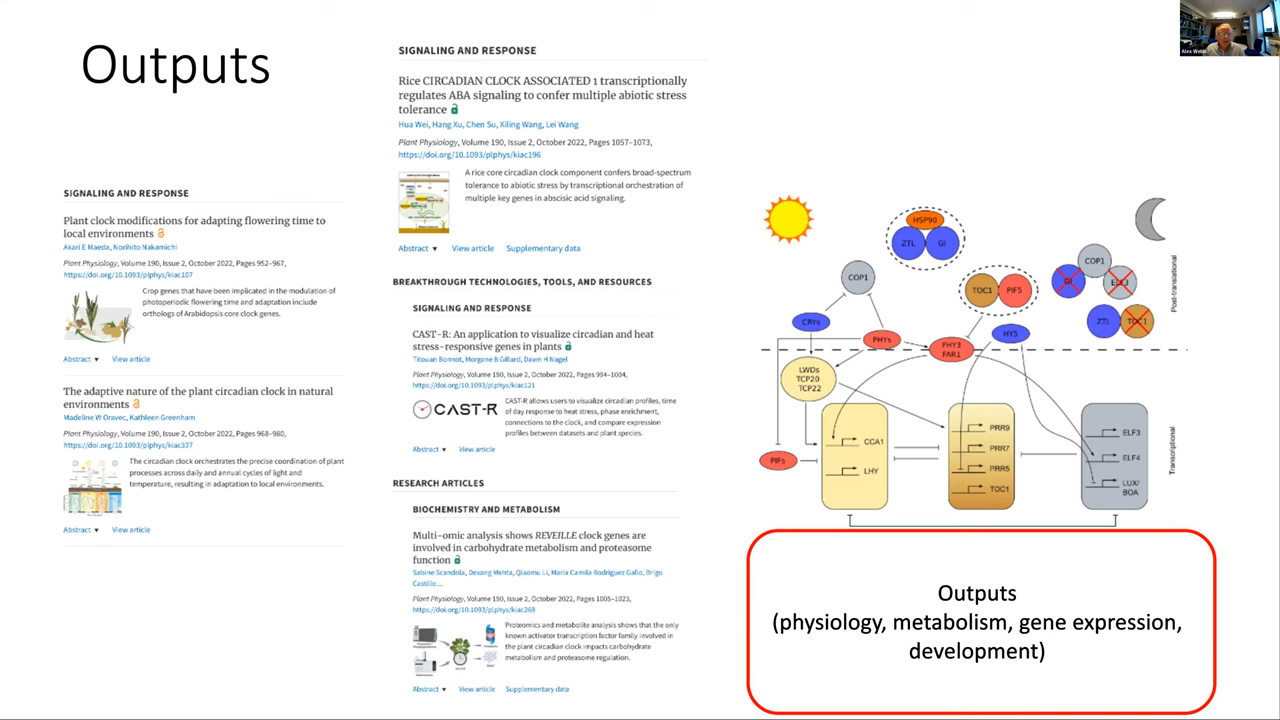 Outputs
SIGNALING AND RESPONSE
Plant clock modifications for adapting flowering time to
local environments
Akari E Maeda, Norihito Nakamichi
Plant Physiology, Volume 190, Issue 2, October 2022, Pages 952–967,
https://doi.org/10.1093/plphys/kiac107
Crop genes that have been implicated in the modulation of
photoperiodic flowering time and adaptation include
orthologs of Arabidopsis core clock genes.
Abstract ▼ View article
The adaptive nature of the plant circadian clock in natural
environments
Madeline W Oravec, Kathleen Greenham
Plant Physiology, Volume 190, Issue 2, October 2022, Pages 968–980,
https://doi.org/10.1093/plphys/kiac337
The circadian clock orchestrates the precise coordination of plant
processes across daily and annual cycles of light and
temperature, resulting in adaptation to local environments.
Abstract ▼ View article
SIGNALING AND RESPONSE
Rice CIRCADIAN CLOCK ASSOCIATED 1 transcriptionally
regulates ABA signaling to confer multiple abiotic stress
tolerance
Hua Wei, Hang Xu, Chen Su, Xiling Wang, Lei Wang
Plant Physiology, Volume 190, Issue 2, October 2022, Pages 1057–1073,
https://doi.org/10.1093/plphys/kiac196
A rice core circadian clock component confers broad-spectrum
tolerance to abiotic stress by transcriptional orchestration of
multiple key genes in abscisic acid signaling.
Abstract ▼ View article Supplementary data
BREAKTHROUGH TECHNOLOGIES, TOOLS, AND RESOURCES
SIGNALING AND RESPONSE
CAST-R: An application to visualize circadian and heat
stress-responsive genes in plants
Titouan Bonnot, Morgane B Gillard, Dawn H Nagel
Plant Physiology, Volume 190, Issue 2, October 2022, Pages 994–1004,
https://doi.org/10.1093/plphys/kiac121
CAST-R
CAST-R allows users to visualize circadian profiles, time
of day response to heat stress, phase enrichment,
connections to the clock, and compare expression
profiles between datasets and plant species.
Abstract ▼ View article
RESEARCH ARTICLES
BIOCHEMISTRY AND METABOLISM
Multi-omic analysis shows REVEILLE clock genes are
involved in carbohydrate metabolism and proteasome
function
Sabine Scandola, Devang Mehta, Qiaomu Li, Maria Camila Rodriguez Gallo, Brigo
Castillo ...
Plant Physiology, Volume 190, Issue 2, October 2022, Pages 1005–1023,
https://doi.org/10.1093/plphys/kiac269
Proteomics and metabolite analysis shows that the only
known activator transcription factor family involved in
the plant circadian clock impacts carbohydrate
metabolism and proteasome regulation.
Abstract ▼ View article Supplementary data
Alex Webb
HSP90
ZTL GI
COP1
TOC1 PIF5
COP1
GI ELF3
ZTL TOC1
Post-translational
CRYs
PHYs
FHY3
FAR1
HY5
LWDs
TCP20
TCP22
PIFs
CCA1
LHY
PRR9
PRR7
PRR5
TOC1
ELF3
ELF4
LUX/
BOA
Transcriptional
Outputs
(physiology, metabolism, gene expression,
development)